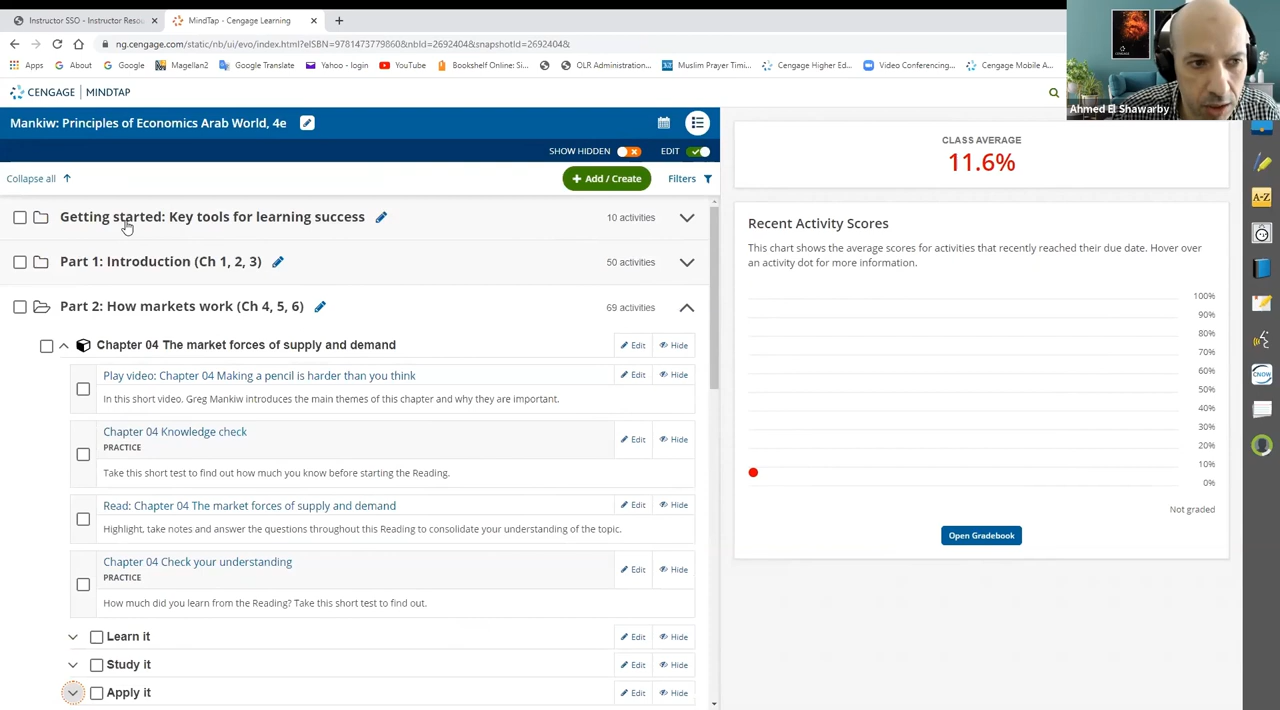 Instructor SSO - Instructor Resou
MindTap - Cengage Learning
ng.cengage.com/static/nb/ui/evo/index.html?eISBN=9781473779860&nbId=2692404&snapshotId=2692404&
Apps
About
Google
Magellan2
Google Translate
Yahoo - login
YouTube
Bookshelf Online: Si...
OLR Administration...
Muslim Prayer Timi...
Cengage Higher Ed...
Video Conferencing...
Cengage Mobile A...
Ahmed El Shawarby
CENGAGE | MINDTAP
Mankiw: Principles of Economics Arab World, 4e
SHOW HIDDEN
EDIT
Collapse all
+ Add / Create
Filters
Getting started: Key tools for learning success
10 activities
Part 1: Introduction (Ch 1, 2, 3)
50 activities
Part 2: How markets work (Ch 4, 5, 6)
69 activities
Chapter 04 The market forces of supply and demand
Edit
Hide
Play video: Chapter 04 Making a pencil is harder than you think
Edit
Hide
In this short video. Greg Mankiw introduces the main themes of this chapter and why they are important.
Chapter 04 Knowledge check
PRACTICE
Edit
Hide
Take this short test to find out how much you know before starting the Reading.
Read: Chapter 04 The market forces of supply and demand
Edit
Hide
Highlight, take notes and answer the questions throughout this Reading to consolidate your understanding of the topic.
Chapter 04 Check your understanding
PRACTICE
Edit
Hide
How much did you learn from the Reading? Take this short test to find out.
Learn it
Edit
Hide
Study it
Edit
Hide
Apply it
Edit
Hide
CLASS AVERAGE
11.6%
Recent Activity Scores
This chart shows the average scores for activities that recently reached their due date. Hover over
an activity dot for more information.
100%
90%
80%
70%
60%
50%
40%
30%
20%
10%
0%
Not graded
Open Gradebook
A-Z
CNOW